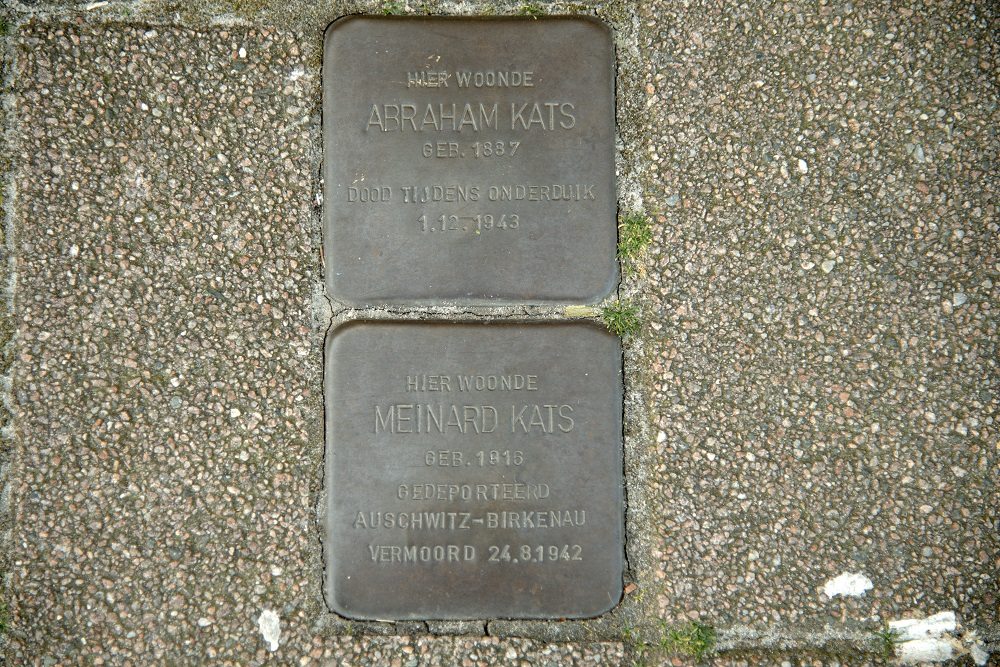 HIER WOONDE
ABRAHAM KATS
GEB. 1887
DOOD TIJDENS ONDERDUIK
1.12.1943
HIER WOONDE
MEINARD KATS
GEB. 1916
GEDEPORTEERD
AUSCHWITZ-BIRKENAU
VERMOORD 24.8.1942